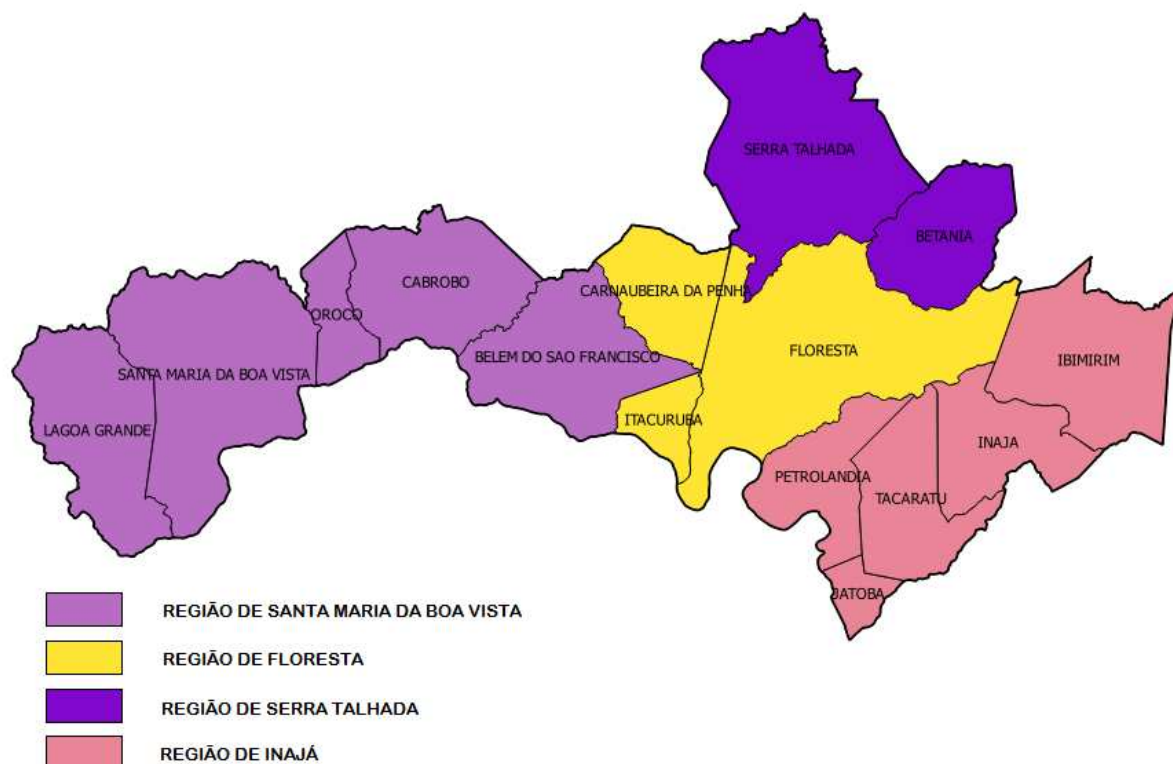 SERRA TALHADA
BETANIA
CABROBO
CARNAUBEIRA DA PENHA
OROCO
BELEM DO SAO FRANCISCO
FLORESTA
IBIMIRIM
SANTA MARIA DA BOA VISTA
ITACURUBA
LAGOA GRANDE
INAJA
PETROLANDIA
TACARATU
JATOBA
REGIÃO DE SANTA MARIA DA BOA VISTA
REGIÃO DE FLORESTA
REGIÃO DE SERRA TALHADA
REGIÃO DE INAJÁ